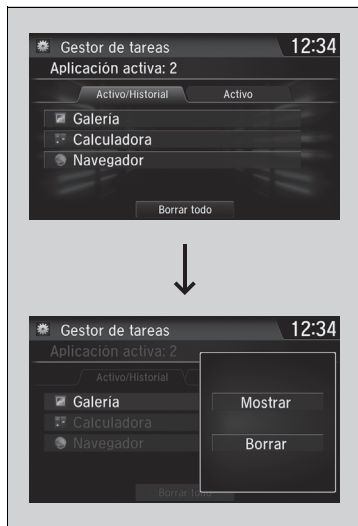 Gestor de tareas 12:34
Aplicación activa: 2
Activo/Historial Activo
Galería
Calculadora
Navegador
Borrar todo
Gestor de tareas 12:34
Aplicación activa: 2
Activo/Historial
Galería Mostrar
Calculadora
Navegador Borrar
Borrar todo